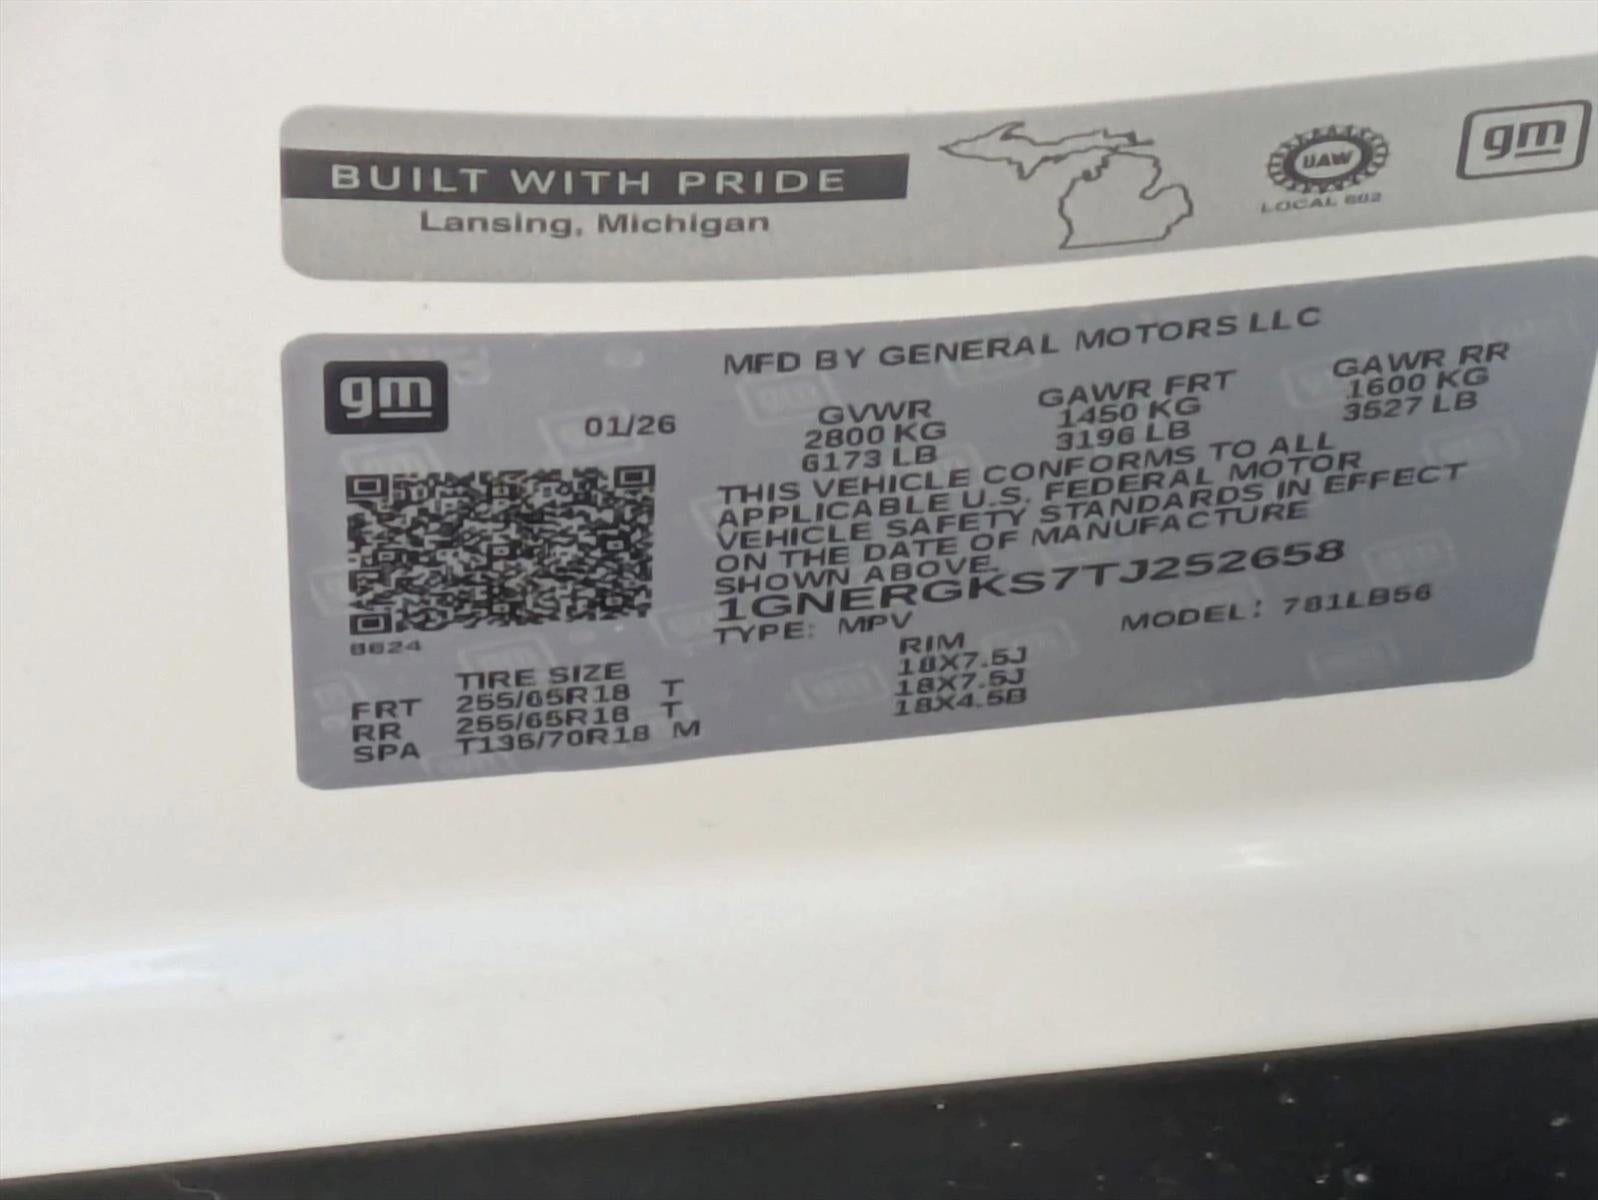 BUILT WITH PRIDE
Lansing, Michigan
UAW
LOCAL 602
gm
gm
MFD BY GENERAL MOTORS LLC
01/26
GVWR GAWR FRT GAWR RR
2800 KG 1450 KG 1600 KG
6173 LB 3196 LB 3527 LB
THIS VEHICLE CONFORMS TO ALL
APPLICABLE U.S. FEDERAL MOTOR
VEHICLE SAFETY STANDARDS IN EFFECT
ON THE DATE OF MANUFACTURE
SHOWN ABOVE.
1GNERGKS7TJ252658
TYPE: MPV MODEL: 781LB56
8624
TIRE SIZE RIM
FRT 255/65R18 T 18X7.5J
RR 255/65R18 T 18X7.5J
SPA T135/70R18 M 18X4.5B